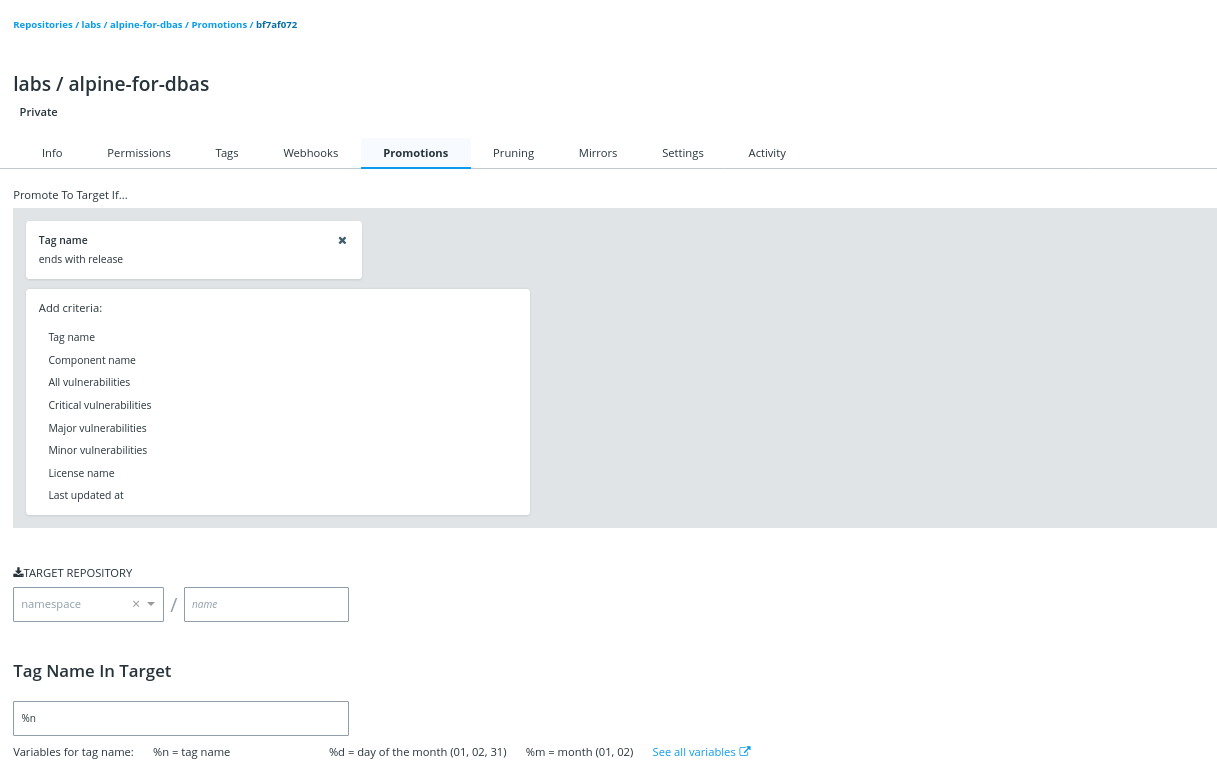 Repositories / labs / alpine-for-dbas / Promotions / bf7af072
labs / alpine-for-dbas
Private
Info Permissions Tags Webhooks Promotions Pruning Mirrors Settings Activity
Promote To Target If...
Tag name
ends with release
Add criteria:
Tag name
Component name
All vulnerabilities
Critical vulnerabilities
Major vulnerabilities
Minor vulnerabilities
License name
Last updated at
TARGET REPOSITORY
namespace × / name
Tag Name In Target
%n
Variables for tag name: %n = tag name %d = day of the month (01, 02, 31) %m = month (01, 02) See all variables